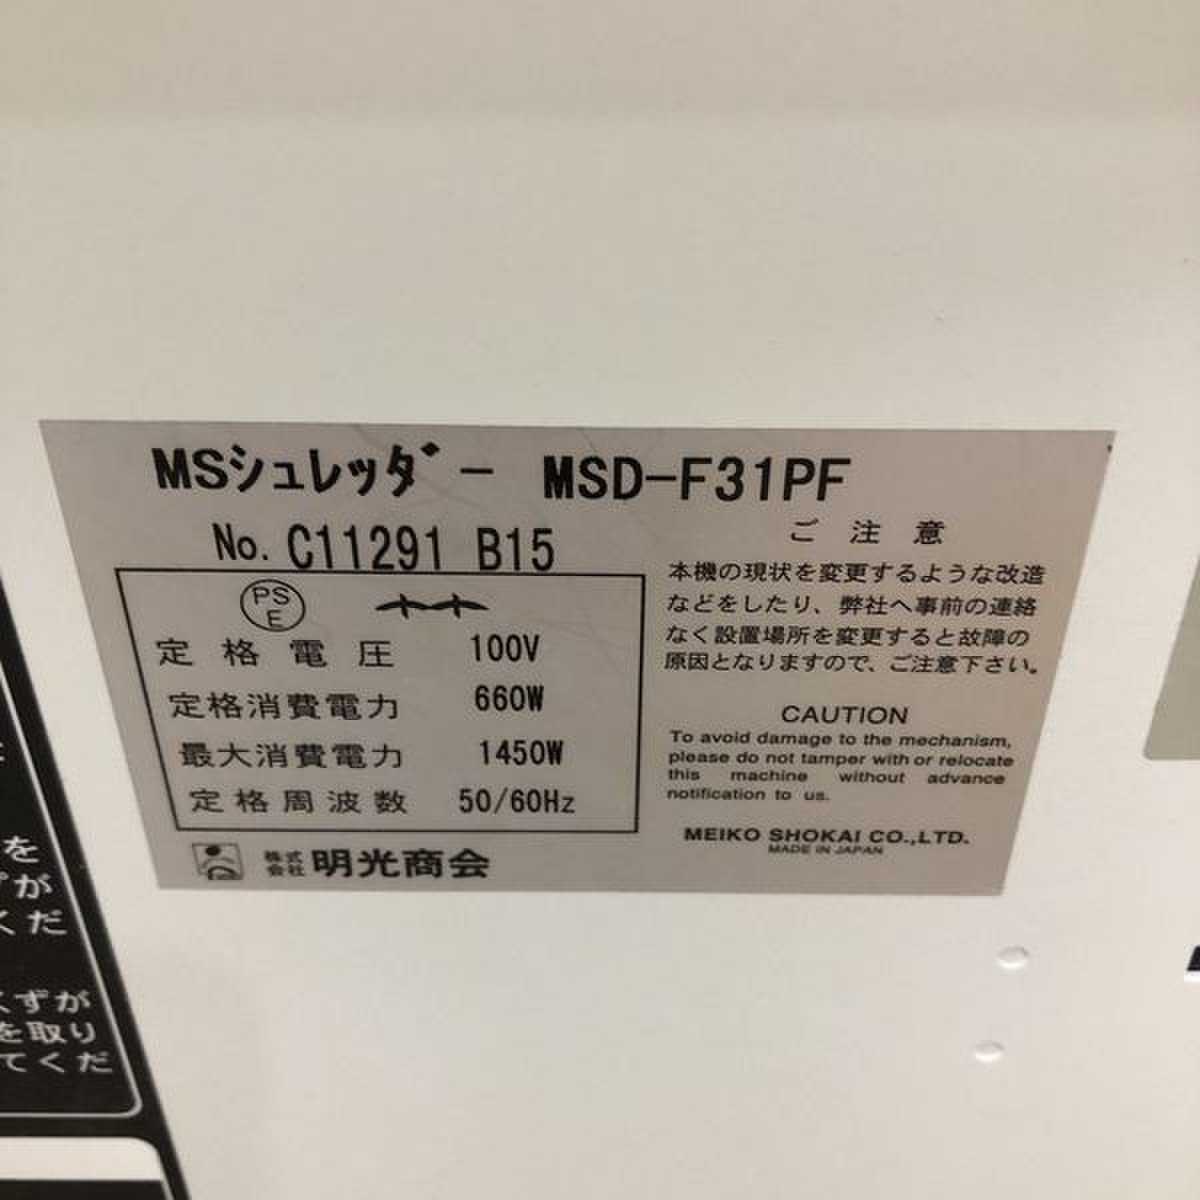 MSシュレッダー MSD-F31PF
No. C11291 B15
PS
E
定格電圧 100V
定格消費電力 660W
最大消費電力 1450W
定格周波数 50/60Hz
株式会社 明光商会
ご注意
本機の現状を変更するような改造
などをしたり、弊社へ事前の連絡
なく設置場所を変更すると故障の
原因となりますので、ご注意下さい。
CAUTION
To avoid damage to the mechanism,
please do not tamper with or relocate
this machine without advance
notification to us.
MEIKO SHOKAI CO.,LTD.
MADE IN JAPAN
を
が
くだ
くずが
を取り
てくだ